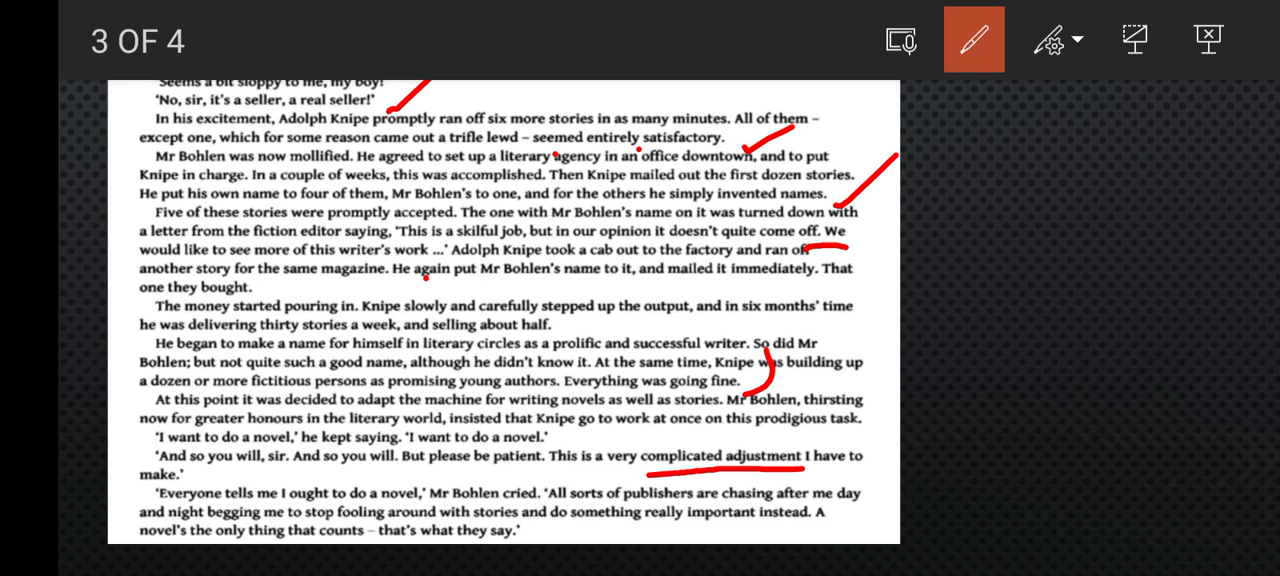 3 OF 4
'Seems a bit sloppy to me, my boy!'
'No, sir, it's a seller, a real seller!'
In his excitement, Adolph Knipe promptly ran off six more stories in as many minutes. All of them –
except one, which for some reason came out a trifle lewd – seemed entirely satisfactory.
Mr Bohlen was now mollified. He agreed to set up a literary agency in an office downtown, and to put
Knipe in charge. In a couple of weeks, this was accomplished. Then Knipe mailed out the first dozen stories.
He put his own name to four of them, Mr Bohlen's to one, and for the others he simply invented names.
Five of these stories were promptly accepted. The one with Mr Bohlen's name on it was turned down with
a letter from the fiction editor saying, 'This is a skilful job, but in our opinion it doesn't quite come off. We
would like to see more of this writer's work ...' Adolph Knipe took a cab out to the factory and ran off
another story for the same magazine. He again put Mr Bohlen's name to it, and mailed it immediately. That
one they bought.
The money started pouring in. Knipe slowly and carefully stepped up the output, and in six months' time
he was delivering thirty stories a week, and selling about half.
He began to make a name for himself in literary circles as a prolific and successful writer. So did Mr
Bohlen; but not quite such a good name, although he didn't know it. At the same time, Knipe was building up
a dozen or more fictitious persons as promising young authors. Everything was going fine.
At this point it was decided to adapt the machine for writing novels as well as stories. Mr Bohlen, thirsting
now for greater honours in the literary world, insisted that Knipe go to work at once on this prodigious task.
'I want to do a novel,' he kept saying. 'I want to do a novel.'
'And so you will, sir. And so you will. But please be patient. This is a very complicated adjustment I have to
make.'
'Everyone tells me I ought to do a novel,' Mr Bohlen cried. 'All sorts of publishers are chasing after me day
and night begging me to stop fooling around with stories and do something really important instead. A
novel's the only thing that counts – that's what they say.'